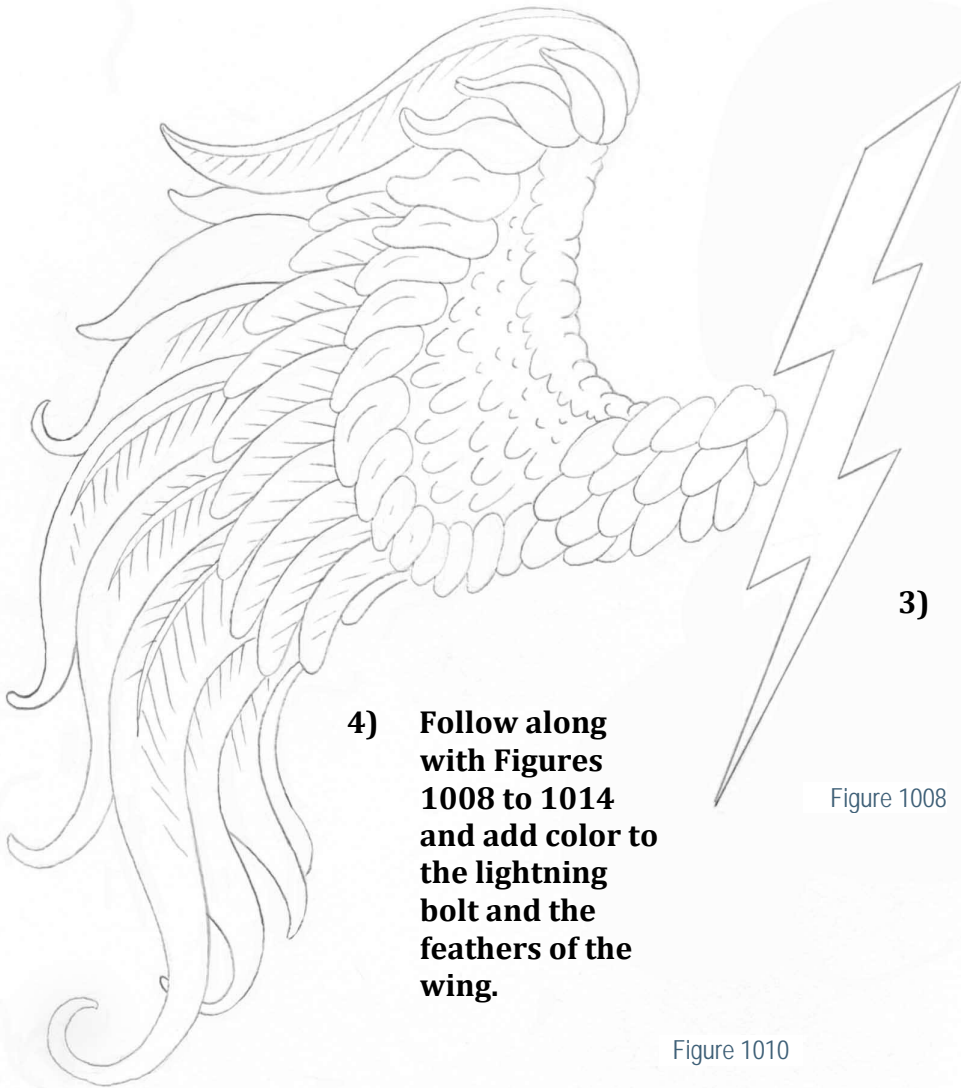 3)
4) Follow along
with Figures
1008 to 1014
and add color to
the lightning
bolt and the
feathers of the
wing.
Figure 1008
Figure 1010